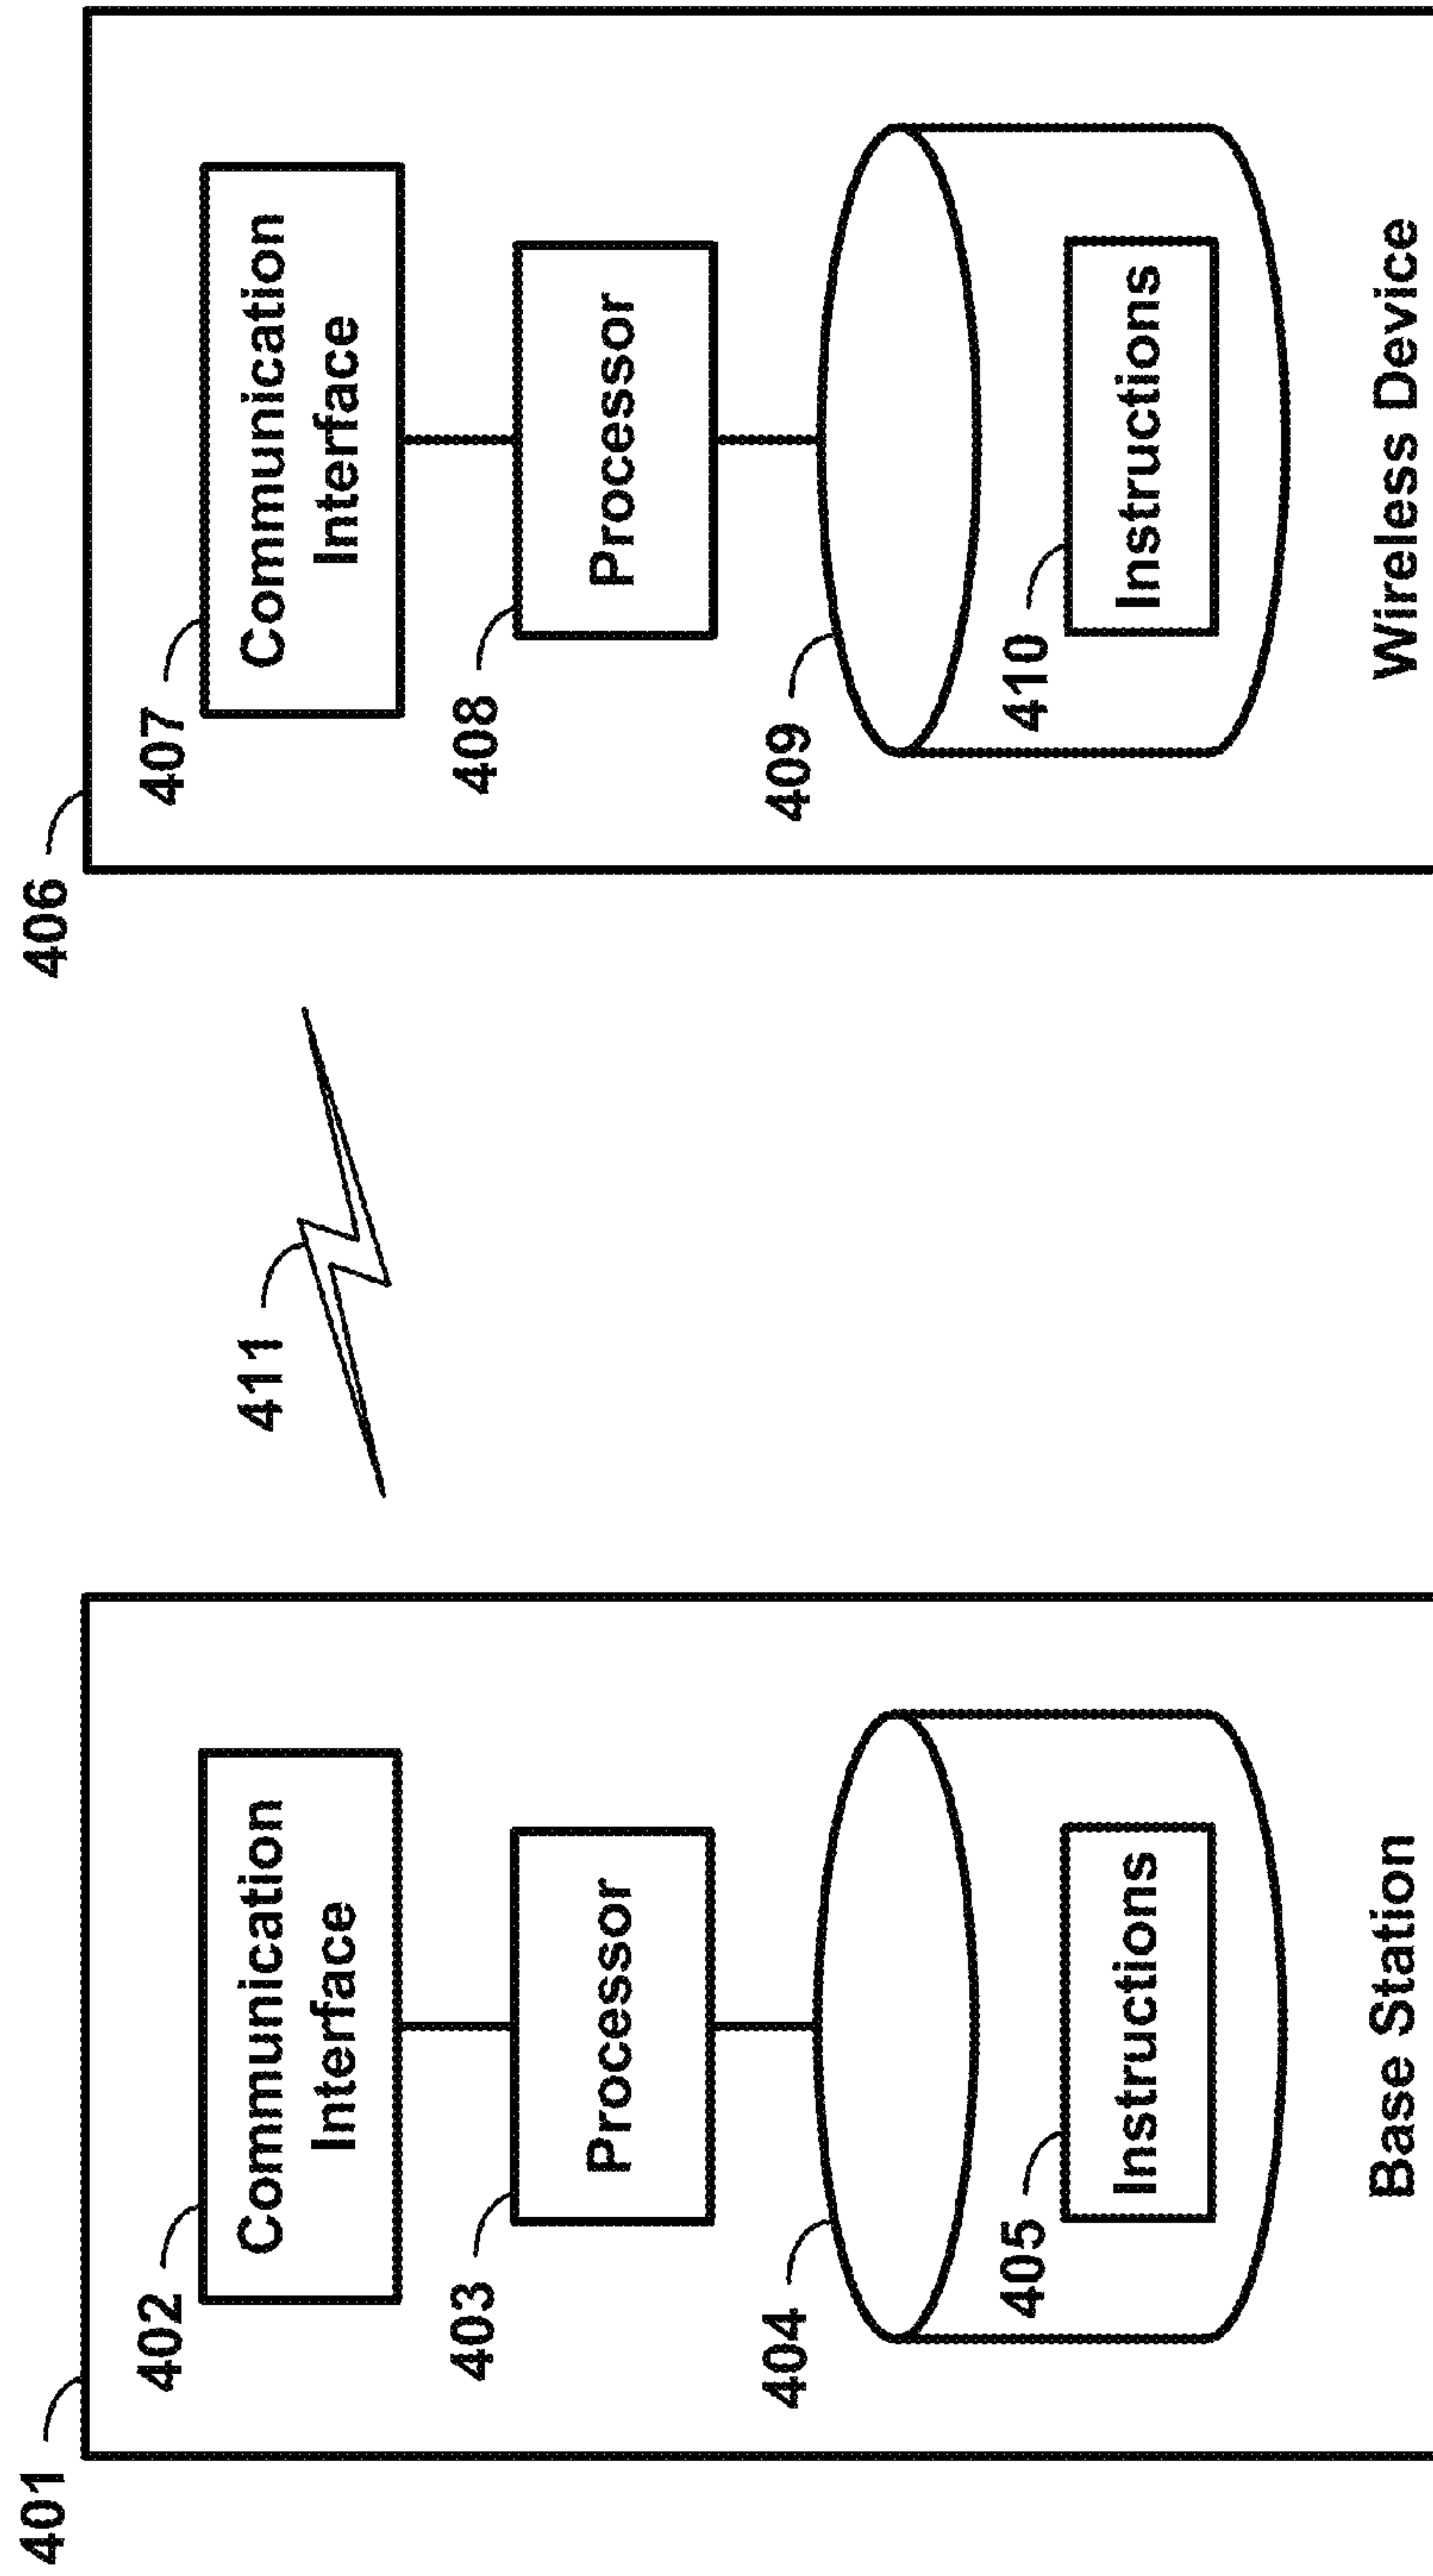 401
402
Communication
Interface
403
Processor
404
405
Instructions
Base Station
411
406
407
Communication
Interface
408
Processor
409
410
Instructions
Wireless Device